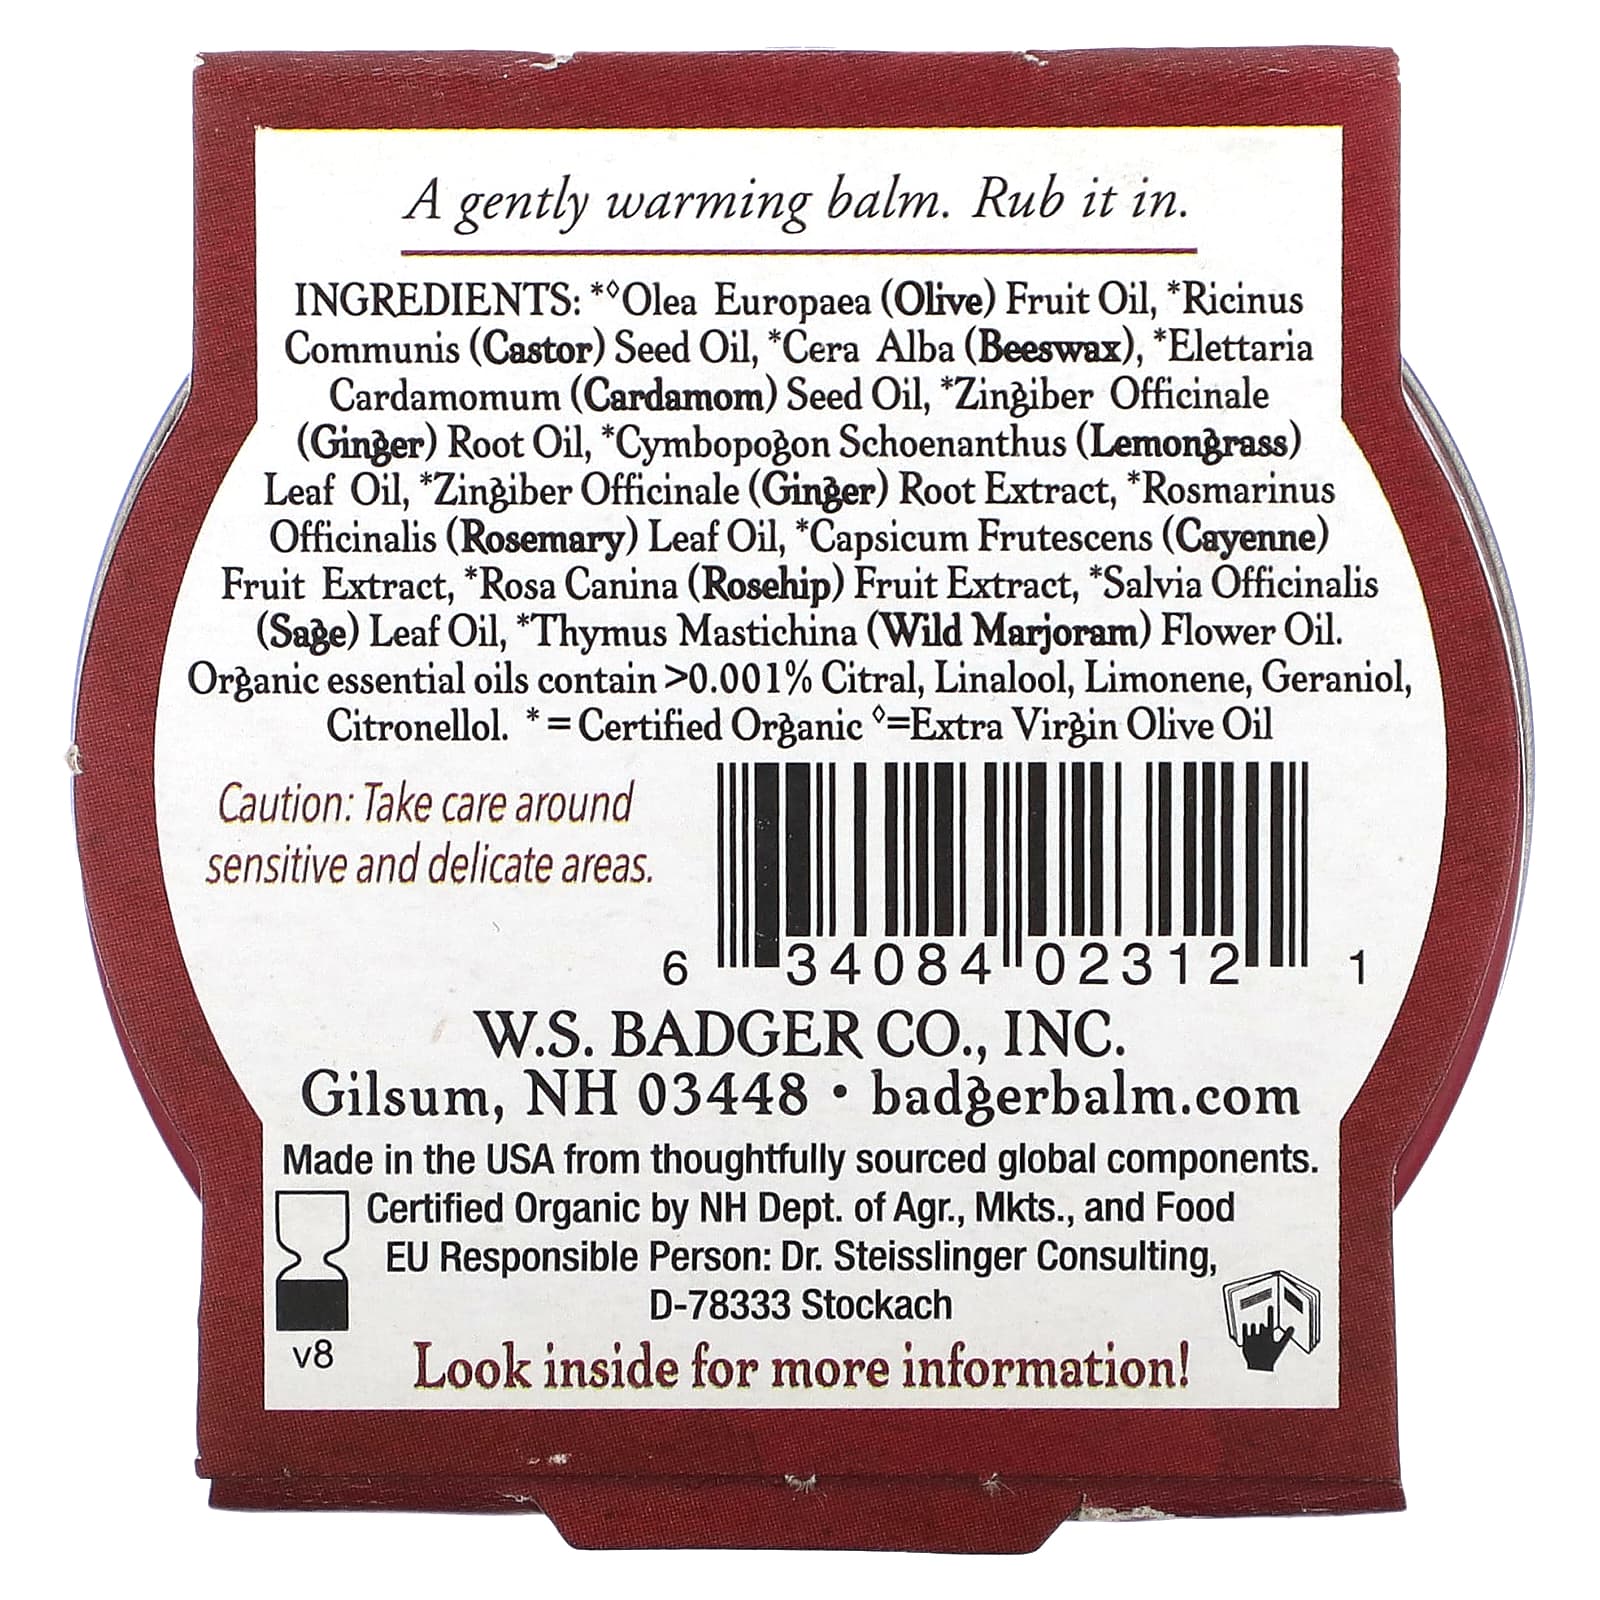 A gently warming balm. Rub it in.
INGREDIENTS: *◊Olea Europaea (Olive) Fruit Oil, *Ricinus
Communis (Castor) Seed Oil, *Cera Alba (Beeswax), *Elettaria
Cardamomum (Cardamom) Seed Oil, *Zingiber Officinale
(Ginger) Root Oil, *Cymbopogon Schoenanthus (Lemongrass)
Leaf Oil, *Zingiber Officinale (Ginger) Root Extract, *Rosmarinus
Officinalis (Rosemary) Leaf Oil, *Capsicum Frutescens (Cayenne)
Fruit Extract, *Rosa Canina (Rosehip) Fruit Extract, *Salvia Officinalis
(Sage) Leaf Oil, *Thymus Mastichina (Wild Marjoram) Flower Oil.
Organic essential oils contain >0.001% Citral, Linalool, Limonene, Geraniol,
Citronellol. * = Certified Organic ◊=Extra Virgin Olive Oil
Caution: Take care around
sensitive and delicate areas.
6 34084 02312 1
W.S. BADGER CO., INC.
Gilsum, NH 03448 • badgerbalm.com
Made in the USA from thoughtfully sourced global components.
Certified Organic by NH Dept. of Agr., Mkts., and Food
EU Responsible Person: Dr. Steisslinger Consulting,
D-78333 Stockach
v8
Look inside for more information!